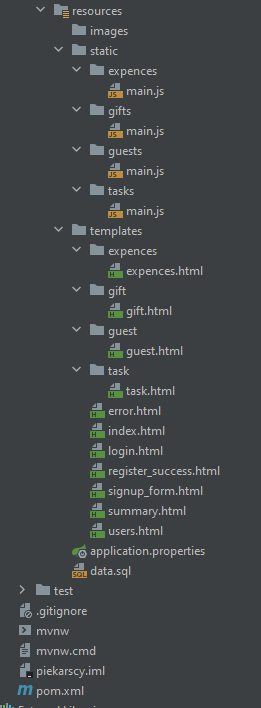 resources
images
static
expences
main.js
gifts
main.js
guests
main.js
tasks
main.js
templates
expences
expences.html
gift
gift.html
guest
guest.html
task
task.html
error.html
index.html
login.html
register_success.html
signup_form.html
summary.html
users.html
application.properties
data.sql
test
.gitignore
mvnw
mvnw.cmd
piekarscy.iml
pom.xml